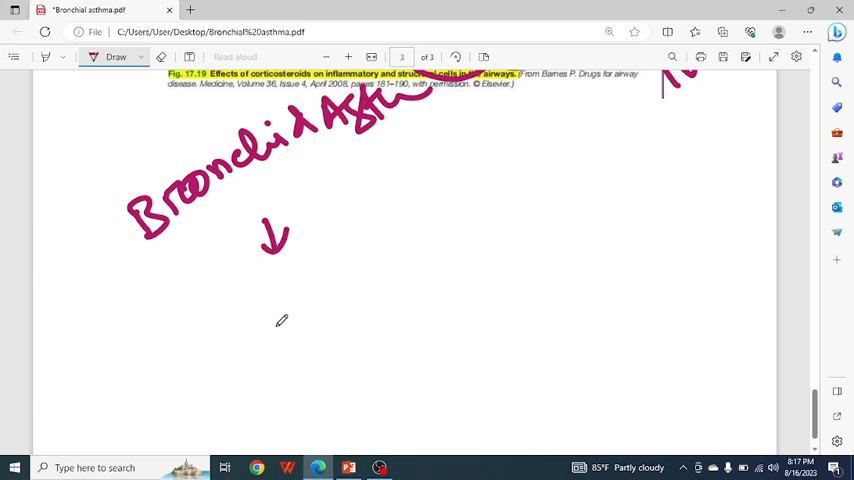 *Bronchial asthma.pdf
File C:/Users/User/Desktop/Bronchial%20asthma.pdf
Draw Read aloud 3 of 3
Fig. 17.19 Effects of corticosteroids on inflammatory and structural cells in the airways. (From Barnes P. Drugs for airway
disease. Medicine, Volume 36, Issue 4, April 2008, pages 181–190, with permission. © Elsevier.)
Bronchial Asthm
Type here to search
85°F Partly cloudy
8:17 PM
8/16/2023